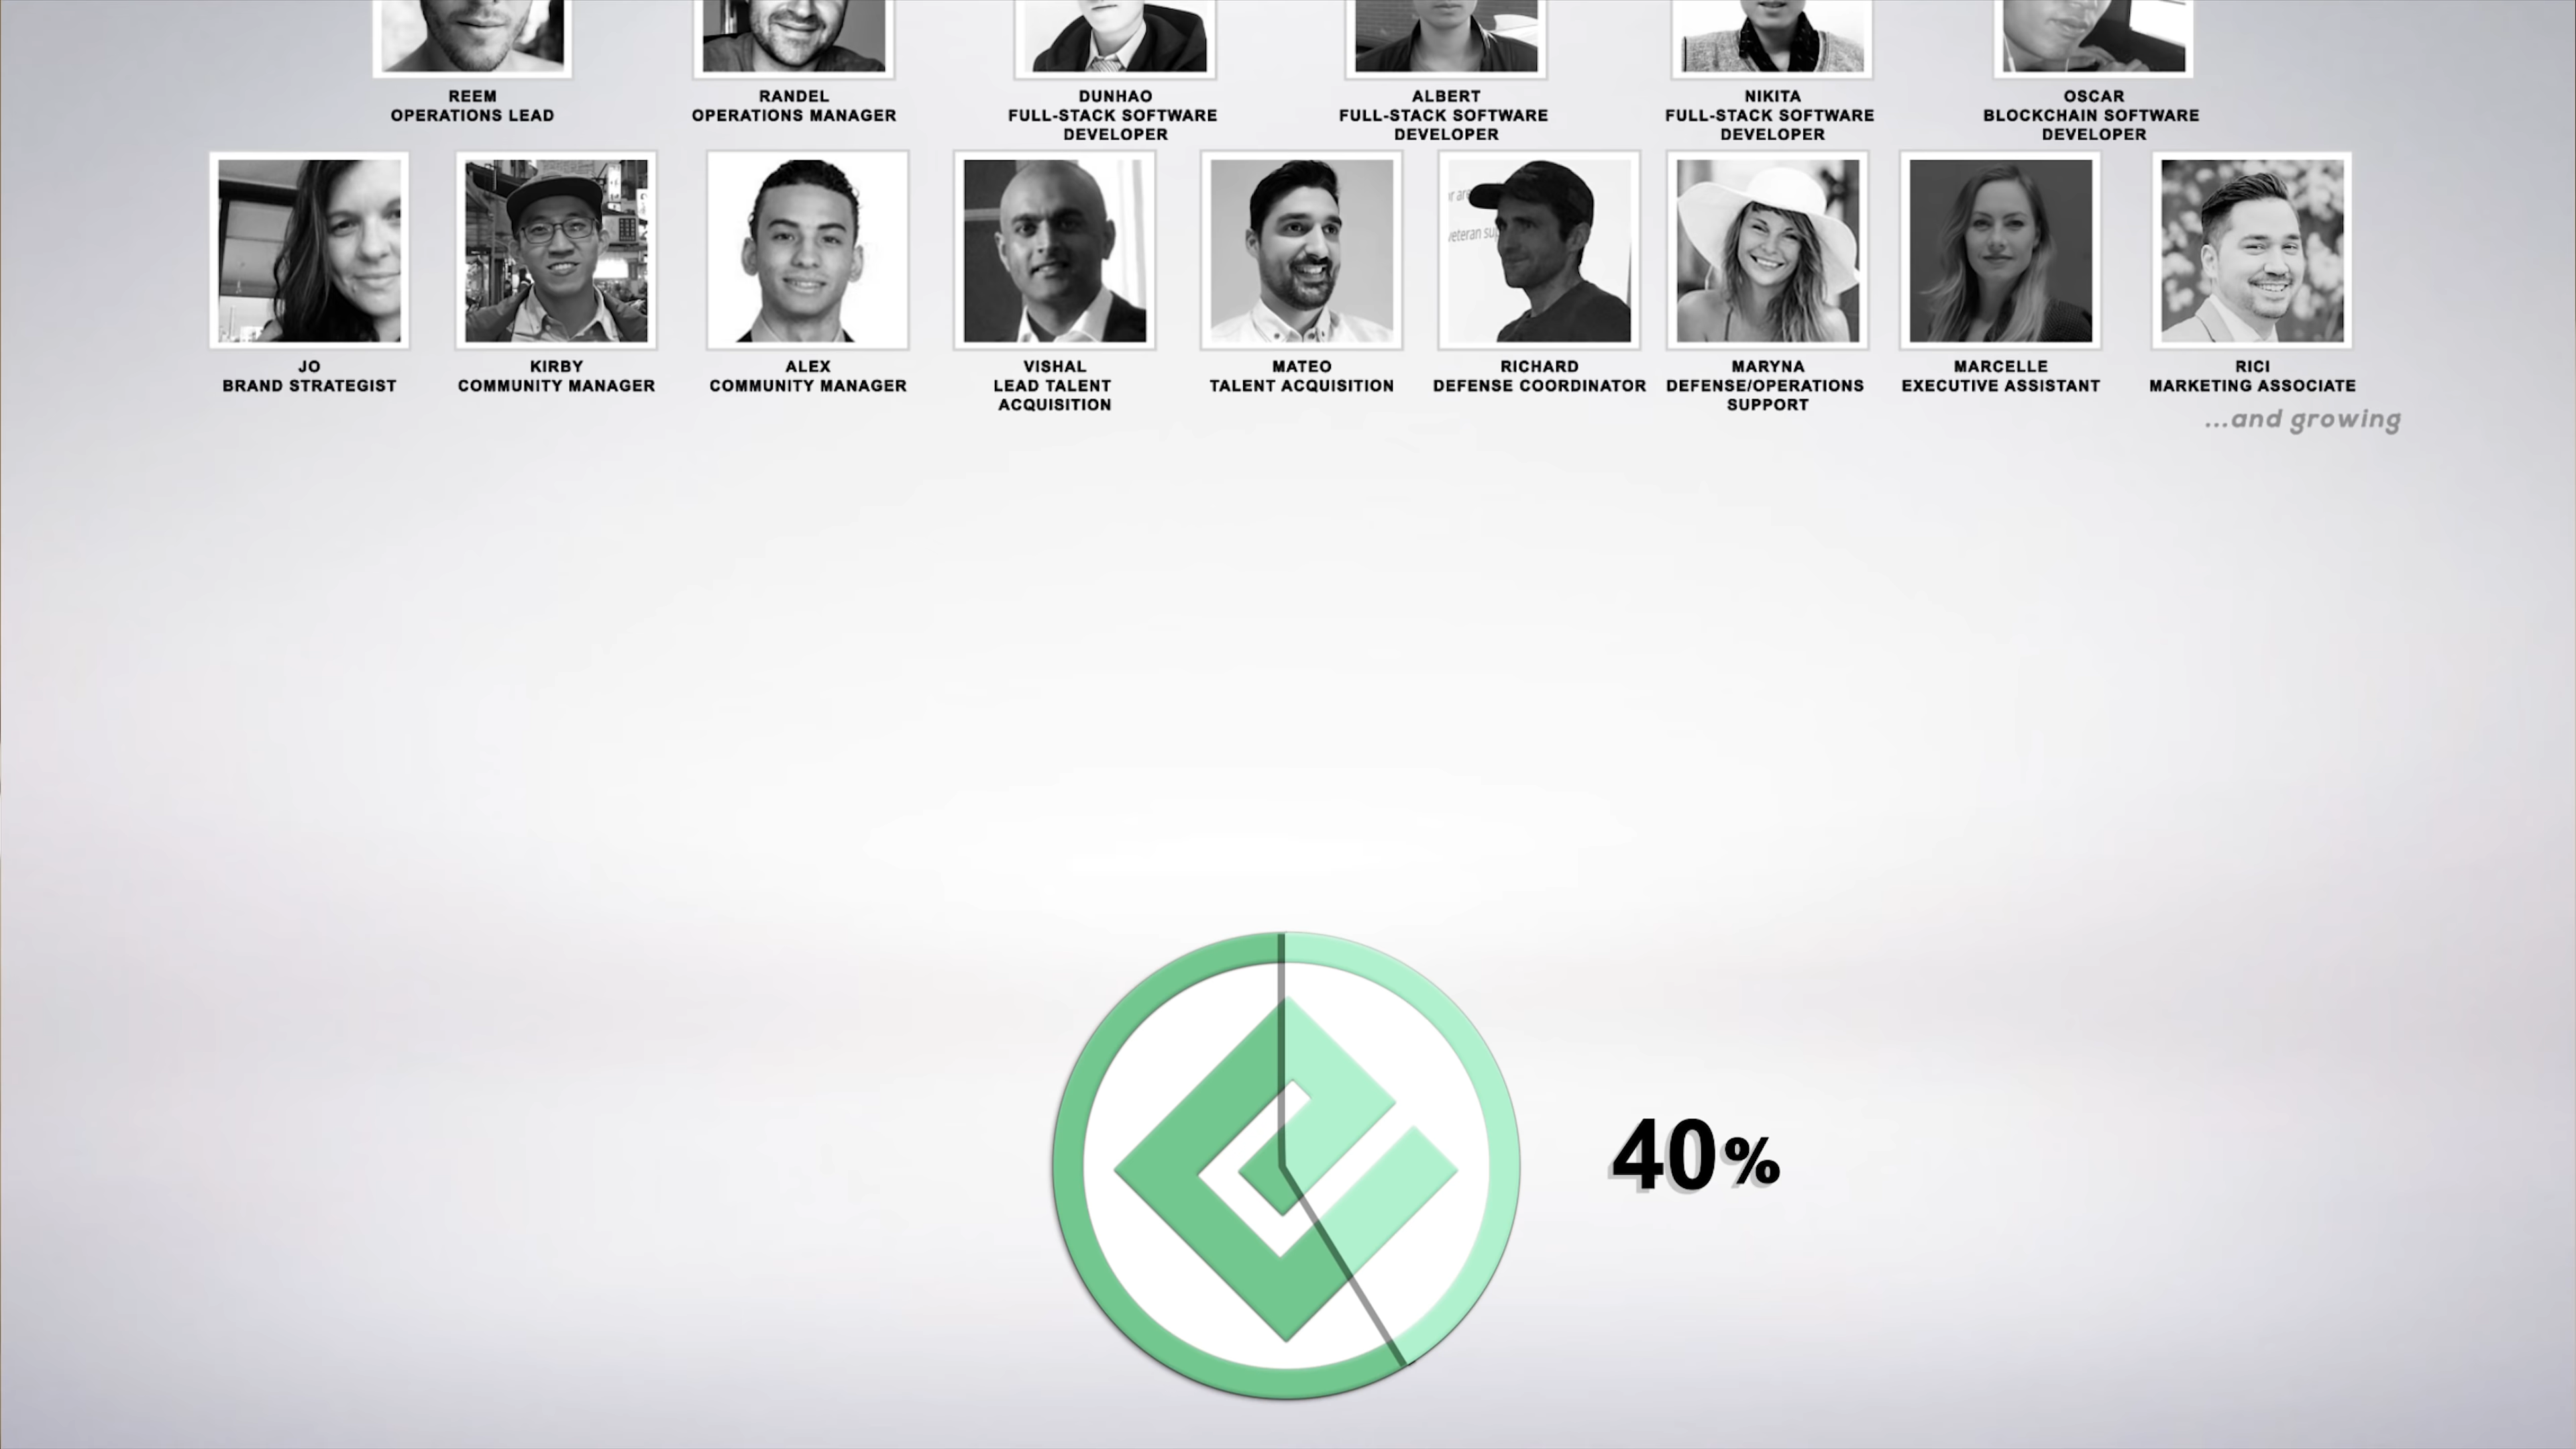 REEM
OPERATIONS LEAD
RANDEL
OPERATIONS MANAGER
DUNHAO
FULL-STACK SOFTWARE
DEVELOPER
ALBERT
FULL-STACK SOFTWARE
DEVELOPER
NIKITA
FULL-STACK SOFTWARE
DEVELOPER
OSCAR
BLOCKCHAIN SOFTWARE
DEVELOPER
veteran
JO
BRAND STRATEGIST
KIRBY
COMMUNITY MANAGER
ALEX
COMMUNITY MANAGER
VISHAL
LEAD TALENT
ACQUISITION
MATEO
TALENT ACQUISITION
RICHARD
DEFENSE COORDINATOR
MARYNA
DEFENSE/OPERATIONS
SUPPORT
MARCELLE
EXECUTIVE ASSISTANT
RICI
MARKETING ASSOCIATE
...and growing
40%